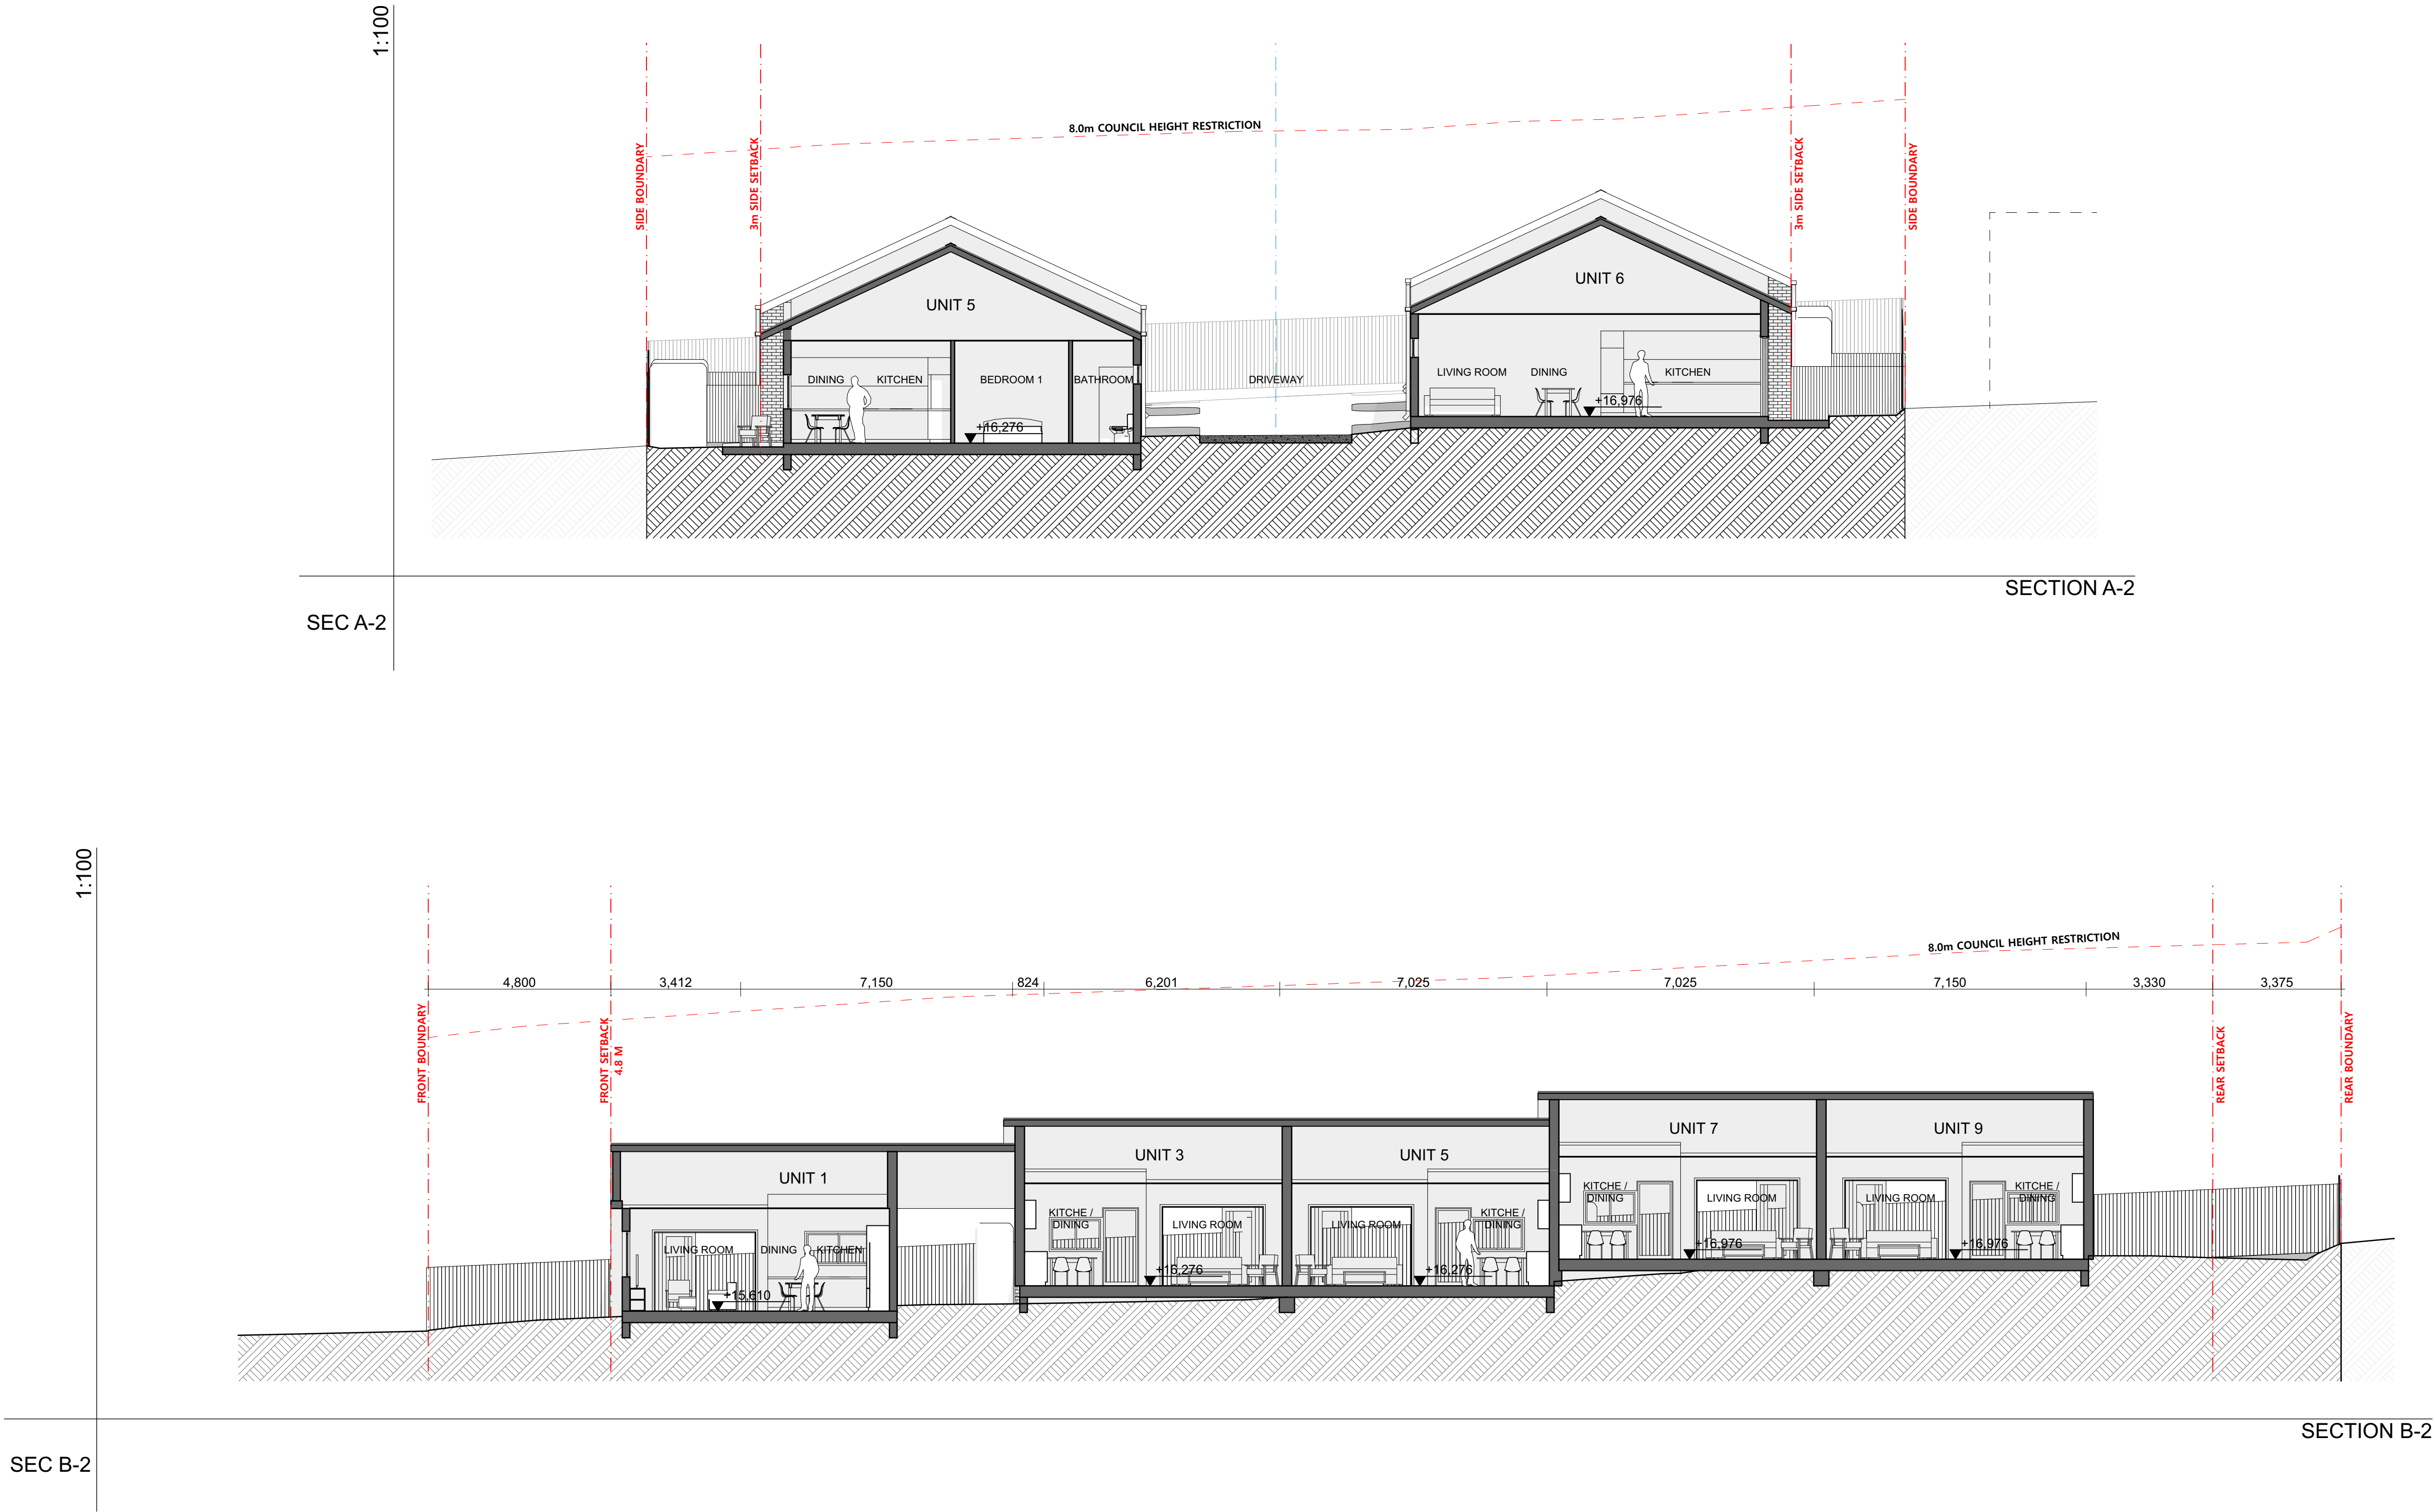 1:100
8.0m COUNCIL HEIGHT RESTRICTION
SIDE BOUNDARY
3m SIDE SETBACK
3m SIDE SETBACK
SIDE BOUNDARY
UNIT 5
UNIT 6
DINING
KITCHEN
BEDROOM 1
BATHROOM
DRIVEWAY
LIVING ROOM
DINING
KITCHEN
+16,976
+16,276
SECTION A-2
SEC A-2
1:100
8.0m COUNCIL HEIGHT RESTRICTION
4,800
3,412
7,150
824
6,201
7,025
7,025
7,150
3,330
3,375
FRONT BOUNDARY
FRONT SETBACK
4.8 M
REAR SETBACK
REAR BOUNDARY
UNIT 1
UNIT 3
UNIT 5
UNIT 7
UNIT 9
KITCHE /
DINING
LIVING ROOM
LIVING ROOM
KITCHE /
DINING
KITCHE /
DINING
LIVING ROOM
LIVING ROOM
KITCHE /
DINING
LIVING ROOM
DINING
KITCHEN
+15,610
+16,276
+16,276
+16,976
+16,976
SECTION B-2
SEC B-2